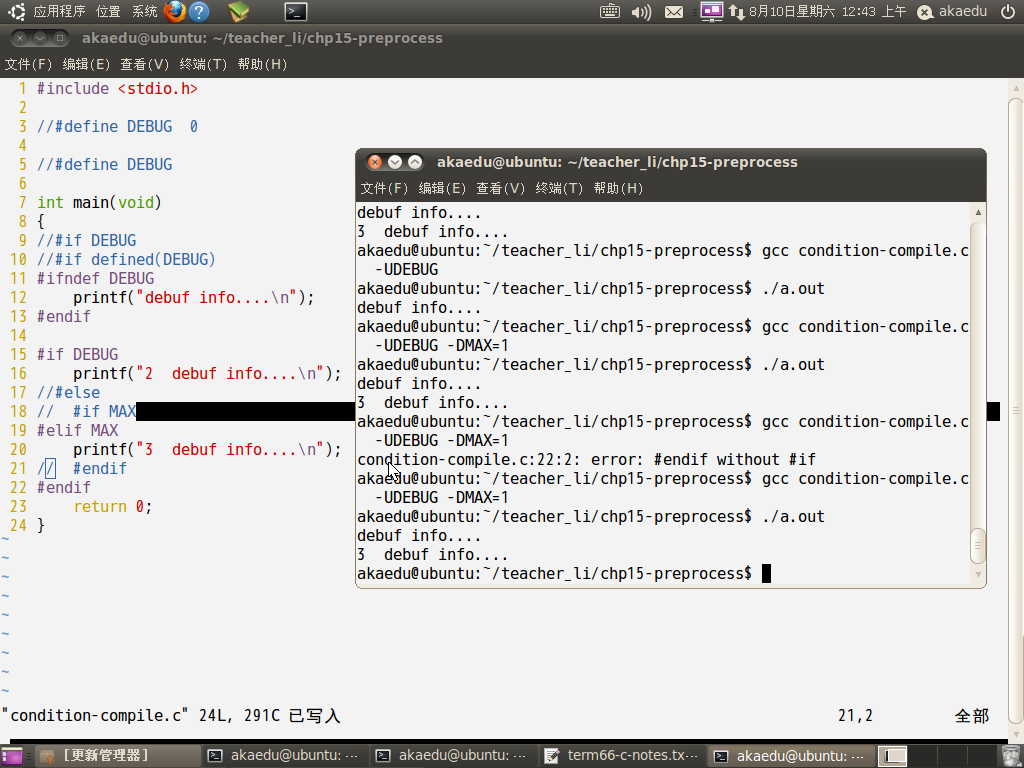 应用程序 位置 系统 8月10日星期六 12:43 上午 akaedu
akaedu@ubuntu: ~/teacher_li/chp15-preprocess
文件(F) 编辑(E) 查看(V) 终端(T) 帮助(H)
1 #include <stdio.h>
2
3 //#define DEBUG  0
4
5 //#define DEBUG
6
7 int main(void)
8 {
9 //#if DEBUG
10 //#if defined(DEBUG)
11 #ifndef DEBUG
12     printf("debuf info....\n");
13 #endif
14
15 #if DEBUG
16     printf("2  debuf info....\n");
17 //#else
18 //  #if MAX
19 #elif MAX
20     printf("3  debuf info....\n");
21 //  #endif
22 #endif
23     return 0;
24 }
~
~
~
~
~
~
~
~
~
"condition-compile.c" 24L, 291C 已写入 21,2 全部
akaedu@ubuntu: ~/teacher_li/chp15-preprocess
文件(F) 编辑(E) 查看(V) 终端(T) 帮助(H)
debuf info....
3  debuf info....
akaedu@ubuntu:~/teacher_li/chp15-preprocess$ gcc condition-compile.c
  -UDEBUG
akaedu@ubuntu:~/teacher_li/chp15-preprocess$ ./a.out
debuf info....
akaedu@ubuntu:~/teacher_li/chp15-preprocess$ gcc condition-compile.c
  -UDEBUG -DMAX=1
akaedu@ubuntu:~/teacher_li/chp15-preprocess$ ./a.out
debuf info....
3  debuf info....
akaedu@ubuntu:~/teacher_li/chp15-preprocess$ gcc condition-compile.c
  -UDEBUG -DMAX=1
condition-compile.c:22:2: error: #endif without #if
akaedu@ubuntu:~/teacher_li/chp15-preprocess$ gcc condition-compile.c
  -UDEBUG -DMAX=1
akaedu@ubuntu:~/teacher_li/chp15-preprocess$ ./a.out
debuf info....
3  debuf info....
akaedu@ubuntu:~/teacher_li/chp15-preprocess$
[更新管理器] akaedu@ubuntu: ··· akaedu@ubuntu: ··· term66-c-notes.tx··· akaedu@ubuntu: ···